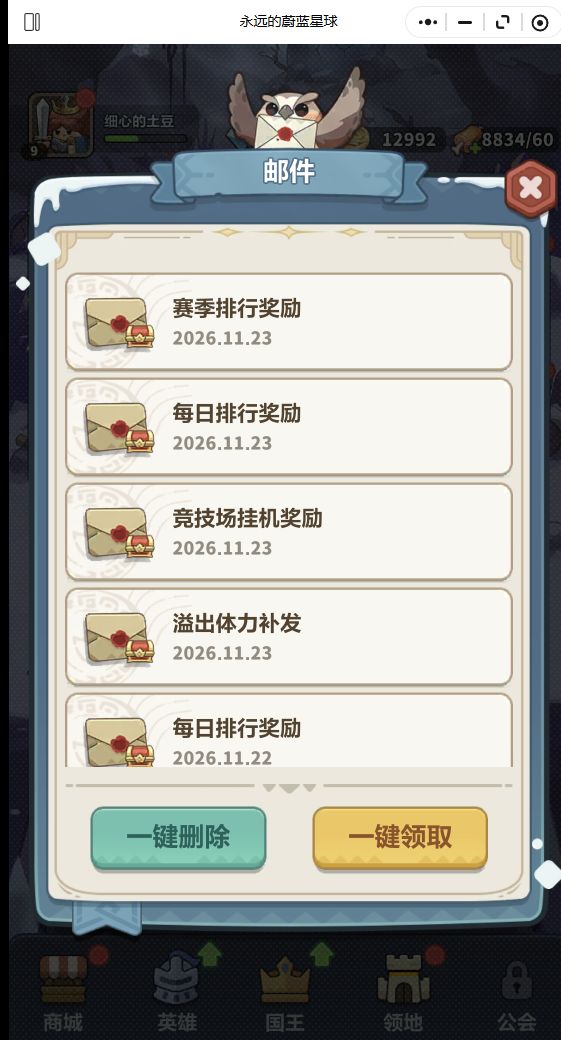 永远的蔚蓝星球
细心的土豆
9
12992
8834/60
邮件
赛季排行奖励
2026.11.23
每日排行奖励
2026.11.23
竞技场挂机奖励
2026.11.23
溢出体力补发
2026.11.23
每日排行奖励
2026.11.22
一键删除
一键领取
商城
英雄
国王
领地
公会